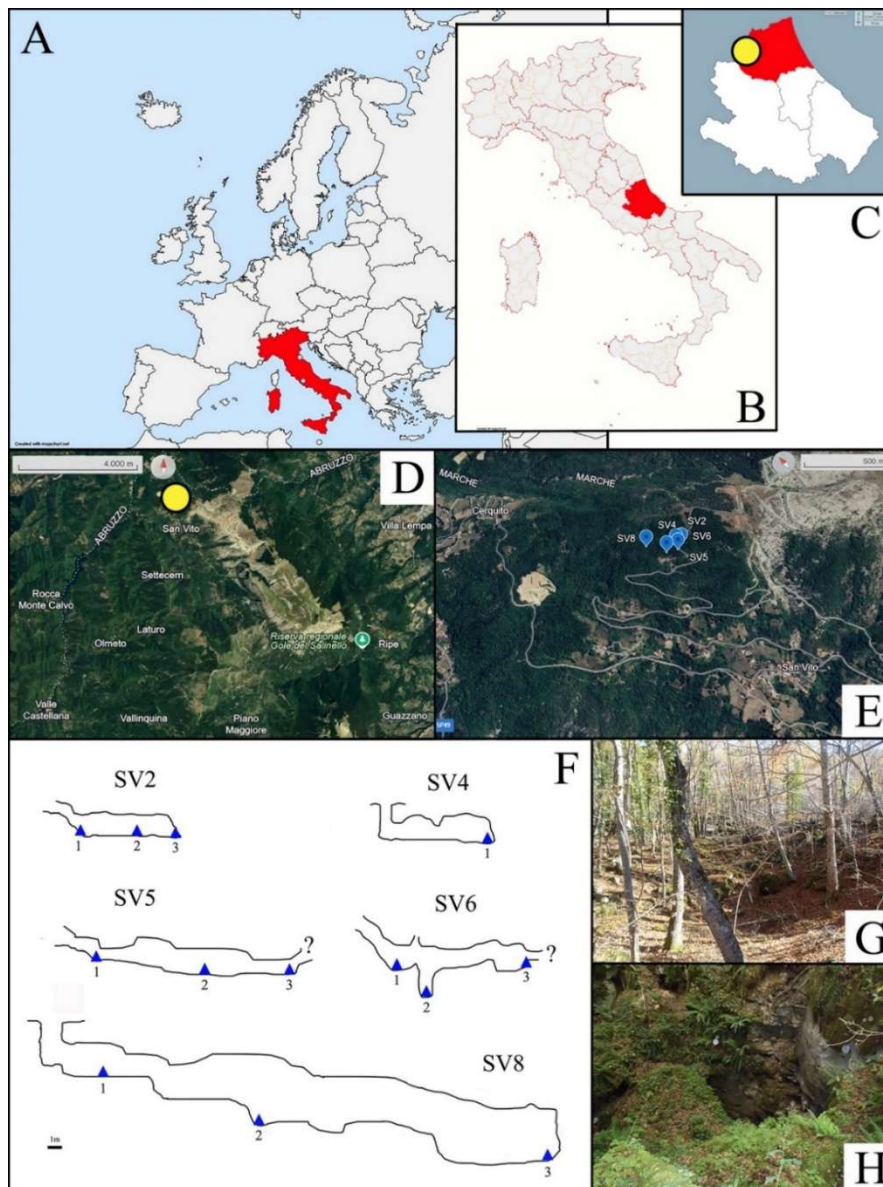 A
B
C
Created with mapchart.net
4.000 m
D
ABRUZZO
ABRUZZO
San Vito
Villa Lempa
Settecerri
Rocca
Monte Calvo
Laturo
Olmeto
Riserva regionale
Gole del Salinello
Ripe
Valle
Castellana
Vallinquina
Piano
Maggiore
Guazzano
500 m
MARCHE
MARCHE
Cerquito
SV4
SV2
SV8
SV6
SV5
San Vito
E
F
SV2
1
2
3
SV4
1
SV5
1
2
3
?
SV6
1
2
3
?
SV8
1
2
3
1m
G
H